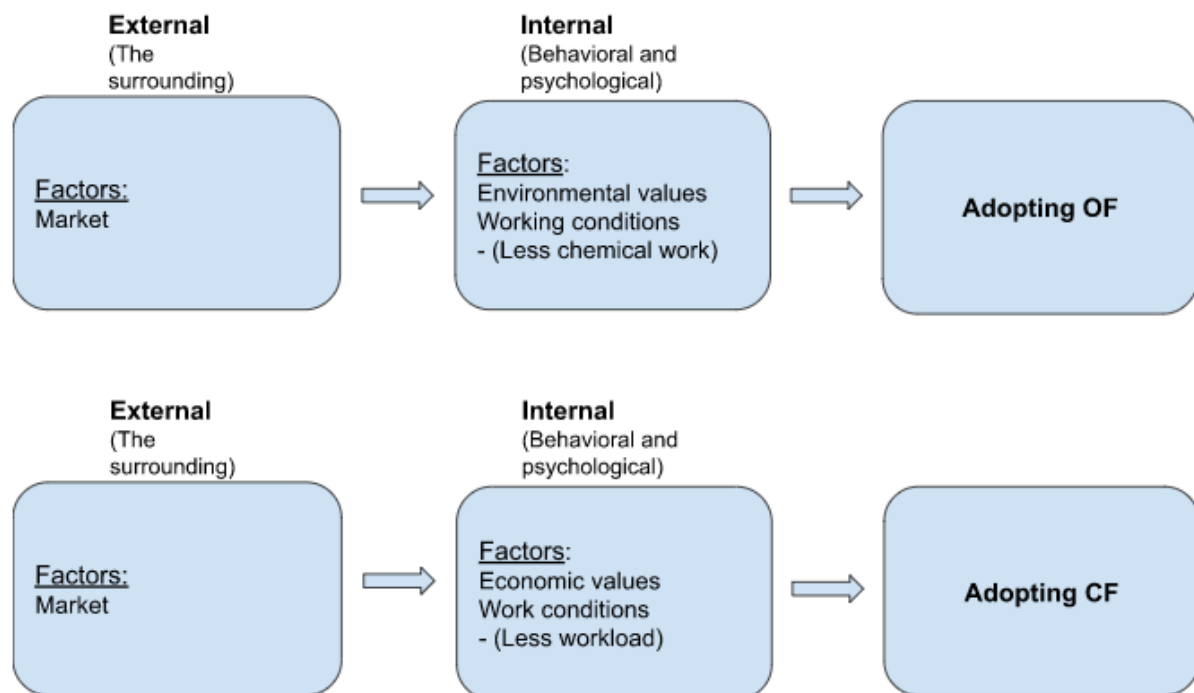 External
(The
surrounding)
Internal
(Behavioral and
psychological)
Factors:
Market
Factors:
Environmental values
Working conditions
- (Less chemical work)
Adopting OF
External
(The
surrounding)
Internal
(Behavioral and
psychological)
Factors:
Market
Factors:
Economic values
Work conditions
- (Less workload)
Adopting CF